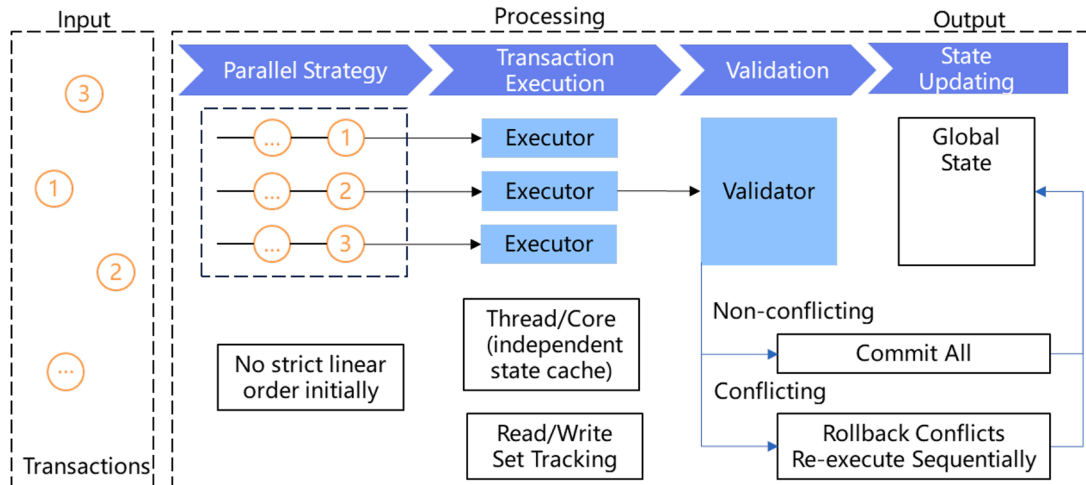 Input
Processing
Output
Parallel Strategy
Transaction
Execution
Validation
State
Updating
3
1
2
...
Transactions
... 1
... 2
... 3
Executor
Executor
Executor
Validator
Global
State
No strict linear
order initially
Thread/Core
(independent
state cache)
Read/Write
Set Tracking
Non-conflicting
Commit All
Conflicting
Rollback Conflicts
Re-execute Sequentially